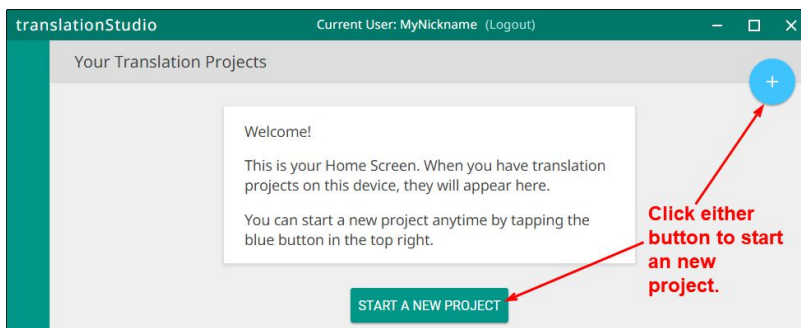 translationStudio
Current User: MyNickname (Logout)
Your Translation Projects
+
Welcome!
This is your Home Screen. When you have translation
projects on this device, they will appear here.
You can start a new project anytime by tapping the
blue button in the top right.
Click either
button to start
an new
project.
START A NEW PROJECT